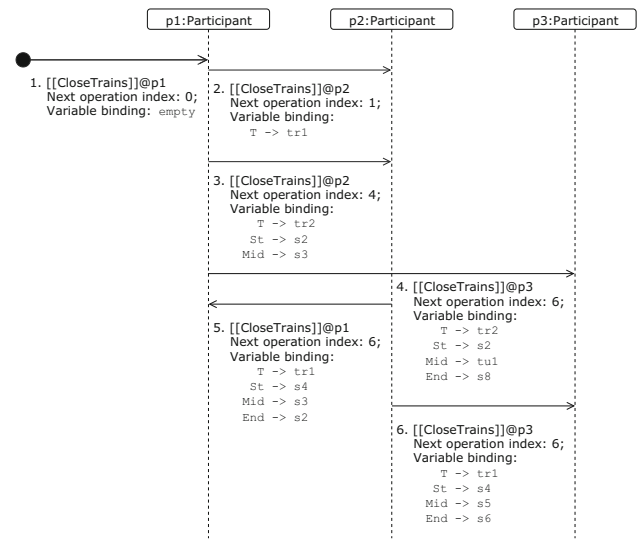 p1:Participant
p2:Participant
p3:Participant
1. [[CloseTrains]]@p1
Next operation index: 0;
Variable binding: empty
2. [[CloseTrains]]@p2
Next operation index: 1;
Variable binding:
T -> tr1
3. [[CloseTrains]]@p2
Next operation index: 4;
Variable binding:
T -> tr2
St -> s2
Mid -> s3
4. [[CloseTrains]]@p3
Next operation index: 6;
Variable binding:
T -> tr2
St -> s2
Mid -> tu1
End -> s8
5. [[CloseTrains]]@p1
Next operation index: 6;
Variable binding:
T -> tr1
St -> s4
Mid -> s3
End -> s2
6. [[CloseTrains]]@p3
Next operation index: 6;
Variable binding:
T -> tr1
St -> s4
Mid -> s5
End -> s6